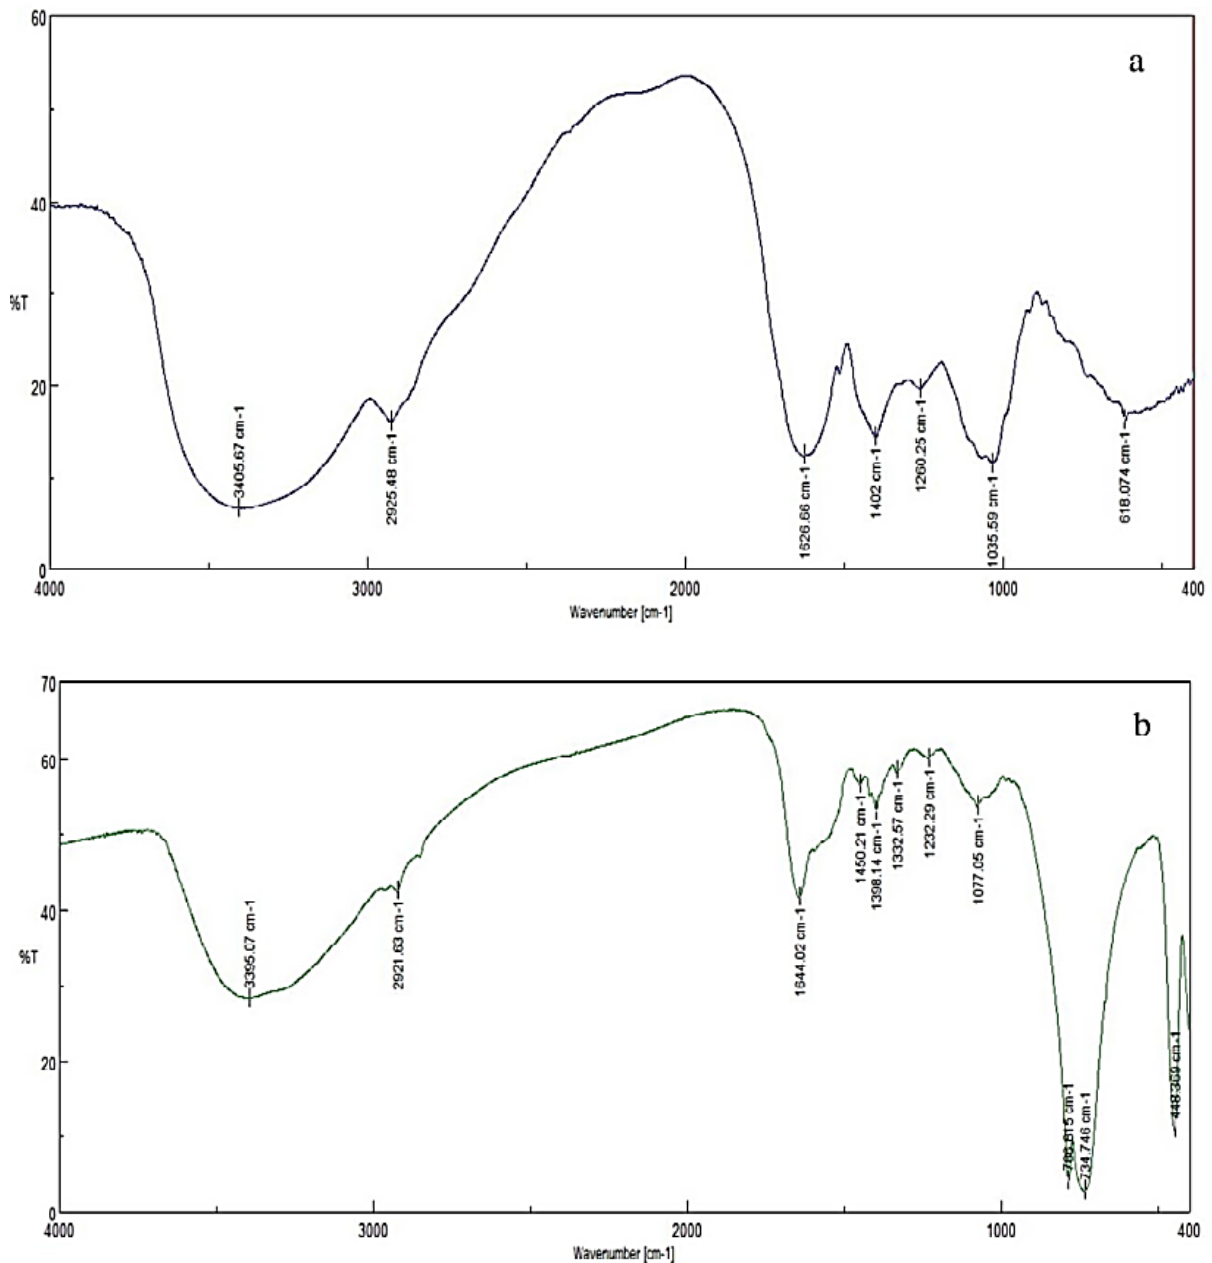 60
a
40
%T
20
0
3405.67 cm-1
2925.48 cm-1
1626.66 cm-1
1402 cm-1
1260.25 cm-1
1035.59 cm-1
618.074 cm-1
4000
3000
2000
1000
400
Wavenumber [cm-1]
70
b
60
40
%T
20
0
3395.07 cm-1
2921.63 cm-1
1644.02 cm-1
1450.21 cm-1
1398.14 cm-1
1332.57 cm-1
1232.29 cm-1
1077.05 cm-1
cm-1
734.746 cm-1
448.369 cm-1
4000
3000
2000
1000
400
Wavenumber [cm-1]